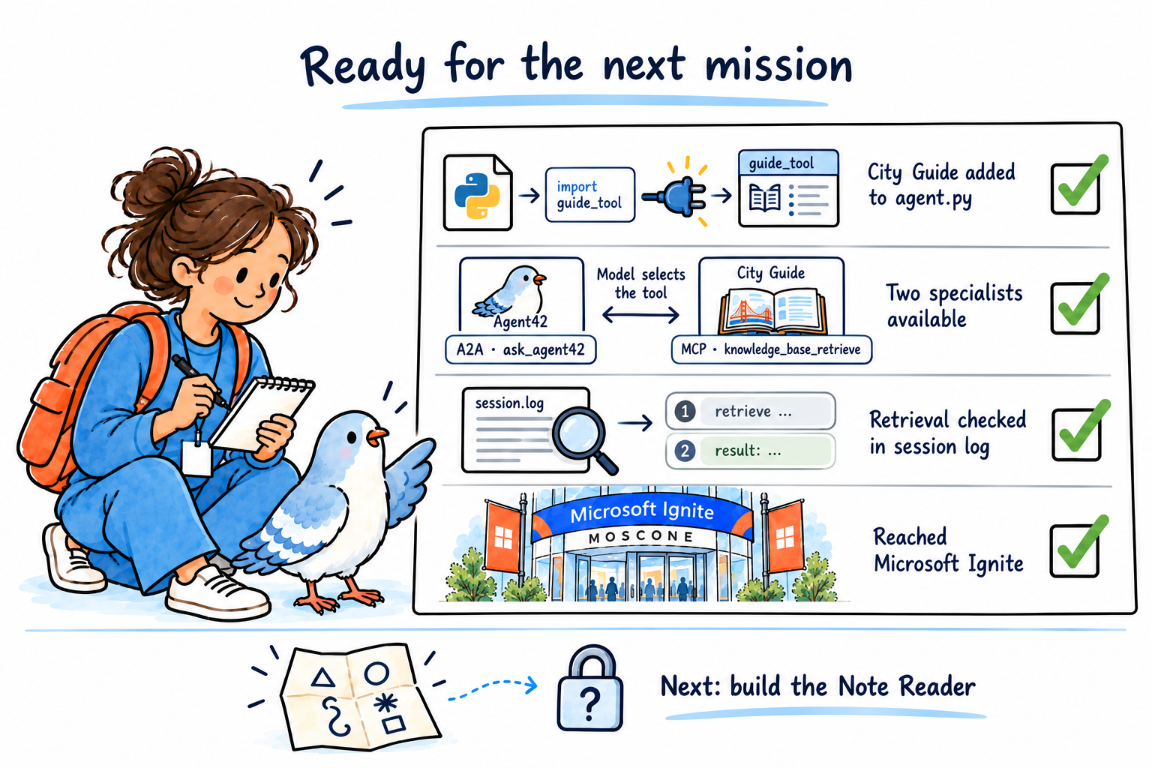 Ready for the next mission
import
guide_tool
guide_tool
City Guide added
to agent.py
Agent42
A2A · ask_agent42
Model selects
the tool
City Guide
MCP · knowledge_base_retrieve
Two specialists
available
session.log
1 retrieve ...
2 result: ...
Retrieval checked
in session log
Microsoft Ignite
MOSCONE
Reached
Microsoft Ignite
?
Next: build the Note Reader